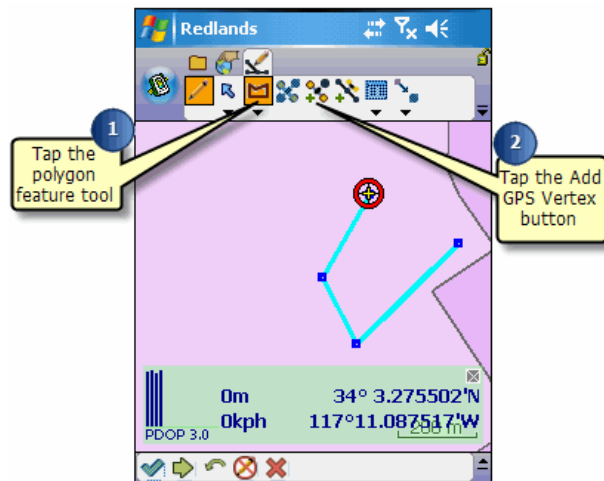 Redlands
1
Tap the
polygon
feature tool
2
Tap the Add
GPS Vertex
button
0m
34° 3.275502'N
0kph
117°11.087517'W
PDOP 3.0
200 m